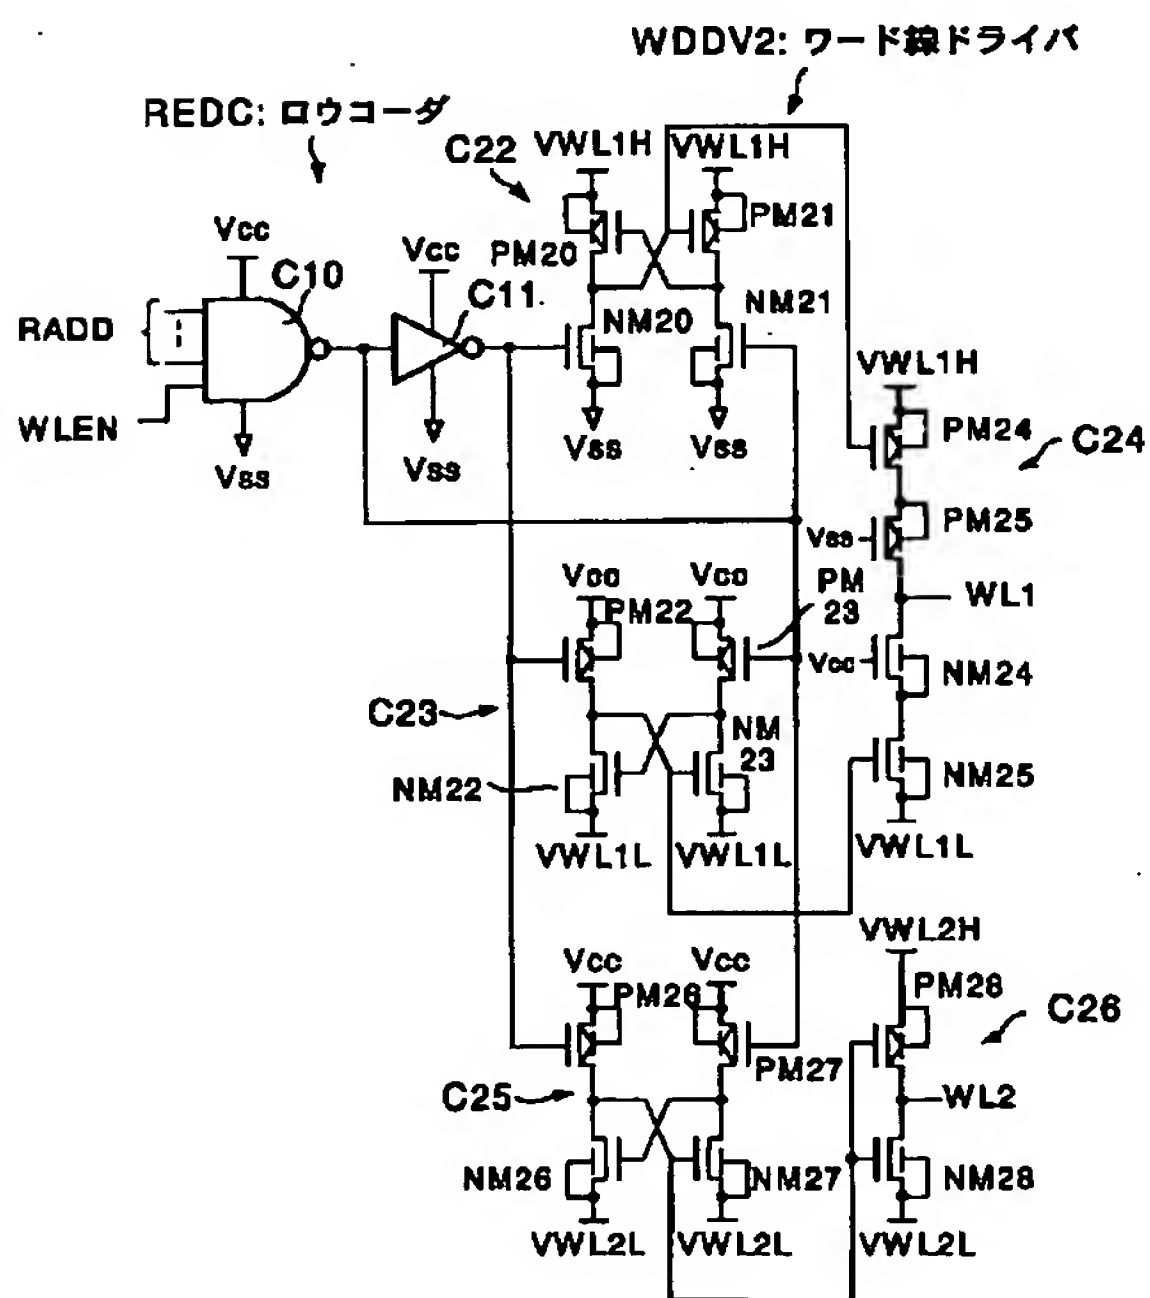 WDDV2: ワード線ドライバ
REDC: ロウコーダ
C22
VWL1H
VWL1H
PM21
Vcc
Vcc
PM20
C10
C11
NM20
NM21
RADD
WLEN
Vss
Vss
Vss
Vss
VWL1H
PM24
C24
PM25
Vss
Vcc
PM22
Vcc
PM
23
WL1
Vcc
NM24
C23
NM
23
NM22
NM25
VWL1L
VWL1L
VWL1L
VWL2H
Vcc
PM26
Vcc
PM28
C26
PM27
C25
WL2
NM26
NM27
NM28
VWL2L
VWL2L
VWL2L